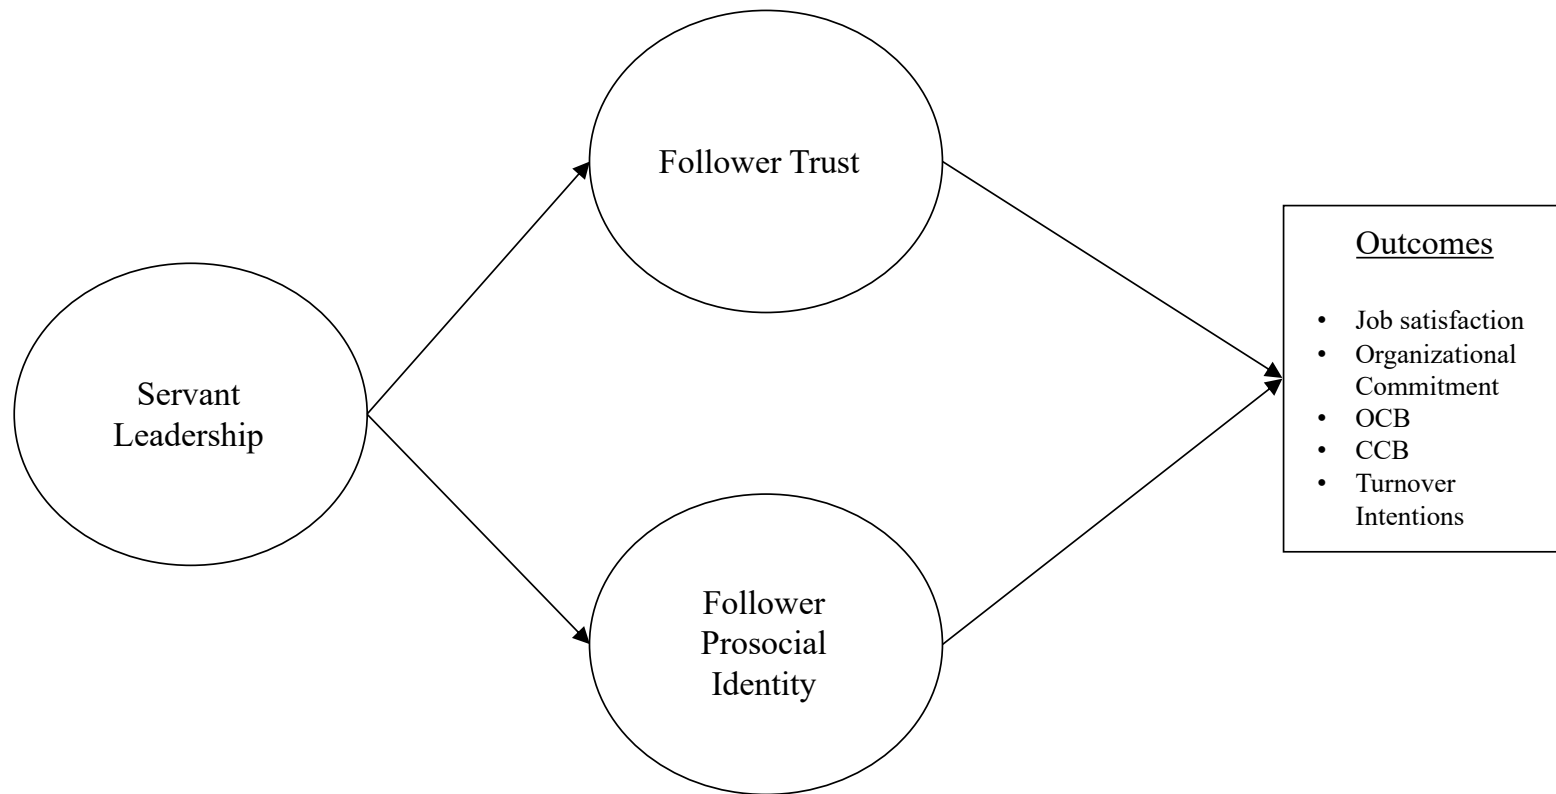 Follower Trust
Servant
Leadership
Follower
Prosocial
Identity
Outcomes
• Job satisfaction
• Organizational
Commitment
• OCB
• CCB
• Turnover
Intentions